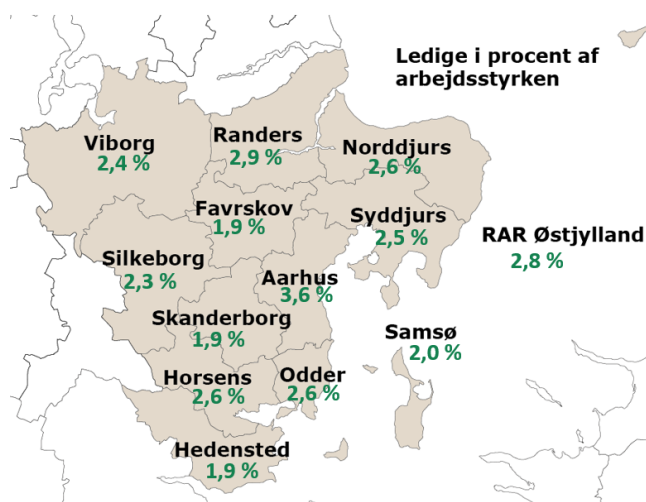 Ledige i procent af
arbejdsstyrken
Viborg
2,4 %
Randers
2,9 %
Norddjurs
2,6 %
Favrskov
1,9 %
Syddjurs
2,5 %
RAR Østjylland
2,8 %
Silkeborg
2,3 %
Aarhus
3,6 %
Skanderborg
1,9 %
Samsø
2,0 %
Horsens
2,6 %
Odder
2,6 %
Hedensted
1,9 %